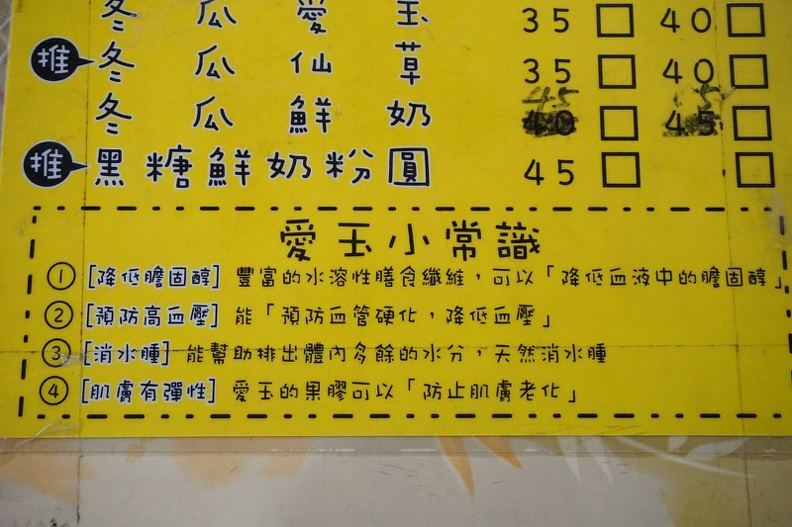 冬瓜愛玉 35 □ 40 □
推 冬瓜仙草 35 □ 40 □
冬瓜鮮奶 45 40 □ 5 45 □
推 黑糖鮮奶粉圓 45 □ □
愛玉小常識
① [降低膽固醇] 豐富的水溶性膳食纖維，可以「降低血液中的膽固醇」
② [預防高血壓] 能「預防血管硬化，降低血壓」
③ [消水腫] 能幫助排出體內多餘的水分，天然消水腫
④ [肌膚有彈性] 愛玉的果膠可以「防止肌膚老化」